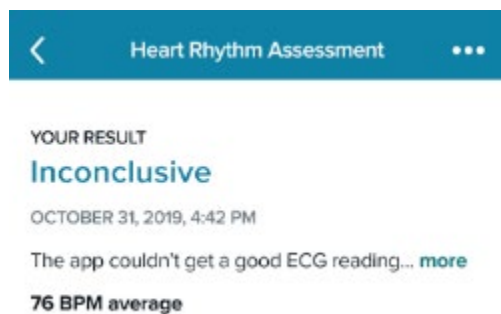 Heart Rhythm Assessment
YOUR RESULT
Inconclusive
OCTOBER 31, 2019, 4:42 PM
The app couldn't get a good ECG reading... more
76 BPM average